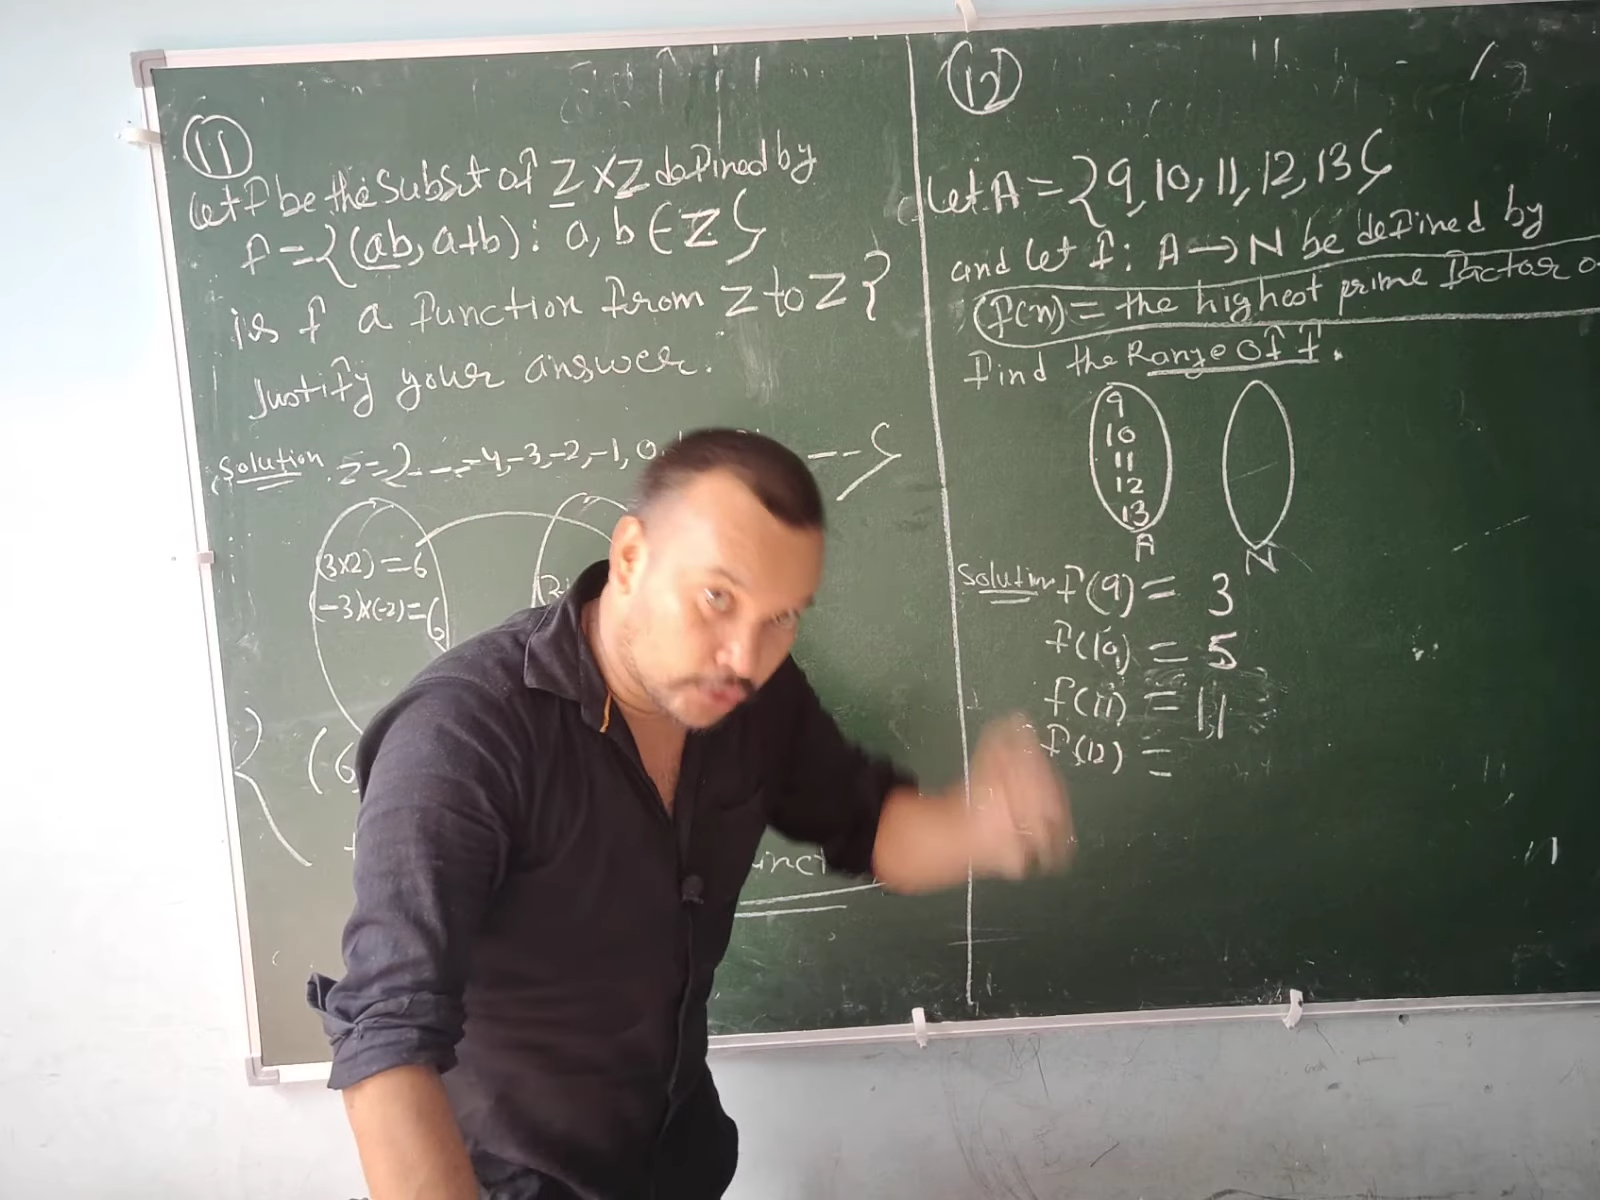 11
Let f be the Subset of Z×Z defined by
f = {(ab, a+b): a, b ∈ Z}
is f a function from Z to Z?
Justify your answer.
Solution. Z = { ... -4, -3, -2, -1, 0
--}
(3×2) = 6
(-3)×(-2) = 6
{ (6,
12
Let A = {9, 10, 11, 12, 13}
and let f: A → N be defined by
f(n) = the highest prime factor o
Find the Range of f.
9
10
11
12
13
A
N
Solution f(9) = 3
f(10) = 5
f(11) = 11
f(12) =